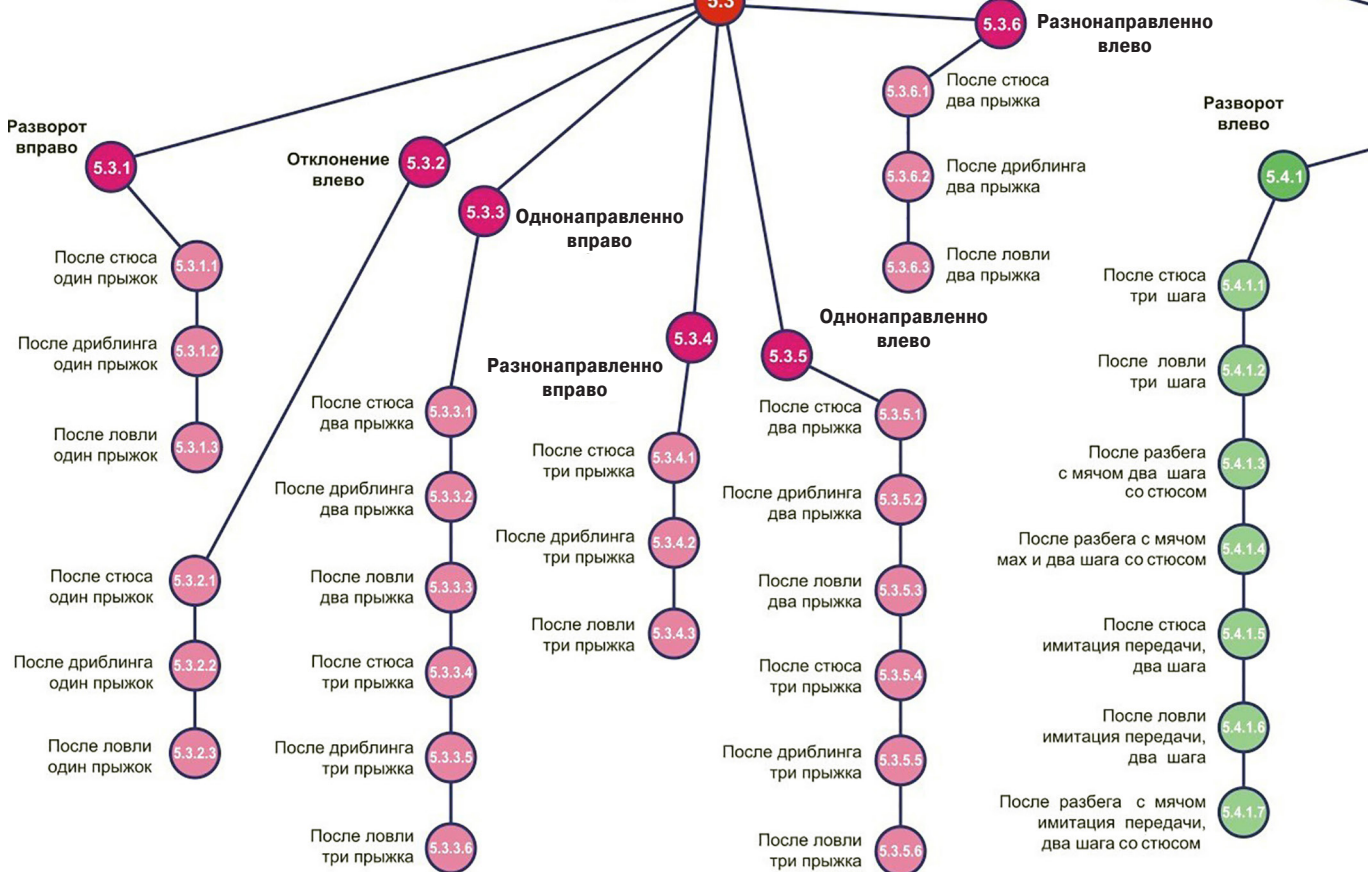 5.3
5.3.6
Разнонаправленно
влево
5.3.6.1
После стюса
два прыжка
5.3.6.2
После дриблинга
два прыжка
5.3.6.3
После ловли
два прыжка
Разворот
вправо
5.3.1
После стюса
один прыжок
5.3.1.1
После дриблинга
один прыжок
5.3.1.2
После ловли
один прыжок
5.3.1.3
Отклонение
влево
5.3.2
После стюса
один прыжок
5.3.2.1
После дриблинга
один прыжок
5.3.2.2
После ловли
один прыжок
5.3.2.3
5.3.3
Однонаправленно
вправо
После стюса
два прыжка
5.3.3.1
После дриблинга
два прыжка
5.3.3.2
После ловли
два прыжка
5.3.3.3
После стюса
три прыжка
5.3.3.4
После дриблинга
три прыжка
5.3.3.5
После ловли
три прыжка
5.3.3.6
5.3.4
Разнонаправленно
вправо
После стюса
три прыжка
5.3.4.1
После дриблинга
три прыжка
5.3.4.2
После ловли
три прыжка
5.3.4.3
Однонаправленно
влево
5.3.5
После стюса
два прыжка
5.3.5.1
После дриблинга
два прыжка
5.3.5.2
После ловли
два прыжка
5.3.5.3
После стюса
три прыжка
5.3.5.4
После дриблинга
три прыжка
5.3.5.5
После ловли
три прыжка
5.3.5.6
Разворот
влево
5.4.1
После стюса
три шага
5.4.1.1
После ловли
три шага
5.4.1.2
После разбега
с мячом два шага
со стюсом
5.4.1.3
После разбега с мячом
мах и два шага со стюсом
5.4.1.4
После стюса
имитация передачи,
два шага
5.4.1.5
После ловли
имитация передачи,
два шага
5.4.1.6
После разбега с мячом
имитация передачи,
два шага со стюсом
5.4.1.7